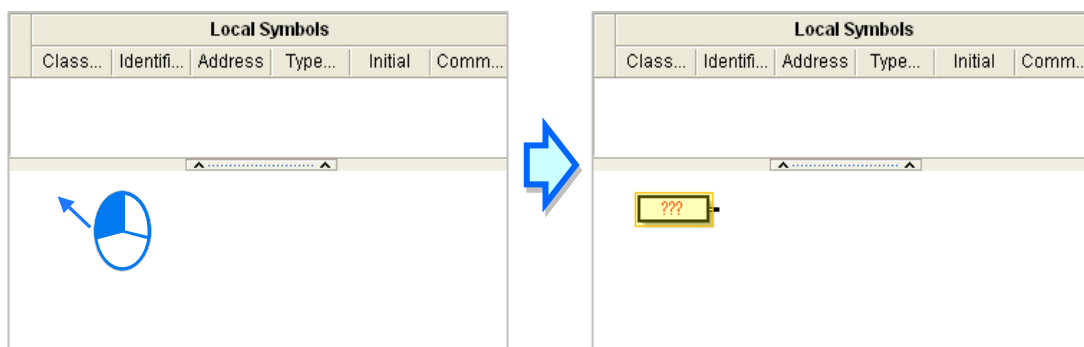 Local Symbols
Class... Identifi... Address Type... Initial Comm...
Local Symbols
Class... Identifi... Address Type... Initial Comm...
???